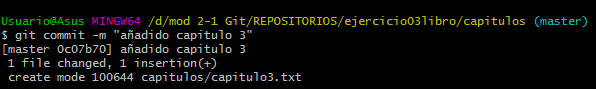 Usuario@Asus MINGW64 /d/mod 2-1 Git/REPOSITORIOS/ejercicio03libro/capitulos (master)
$ git commit -m "añadido capitulo 3"
[master 0c07b70] añadido capitulo 3
 1 file changed, 1 insertion(+)
 create mode 100644 capitulos/capitulo3.txt